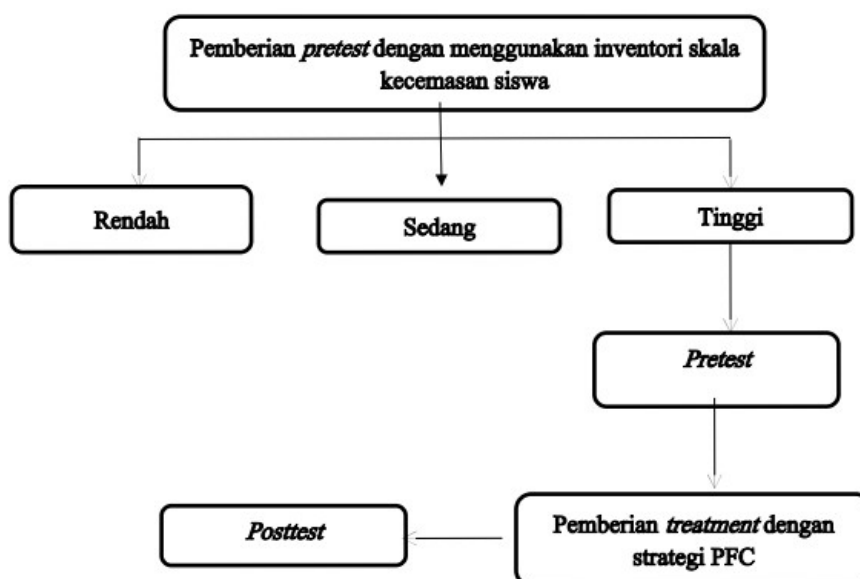 Pemberian pretest dengan menggunakan inventori skala
kecemasan siswa
Rendah
Sedang
Tinggi
Pretest
Pemberian treatment dengan
strategi PFC
Posttest